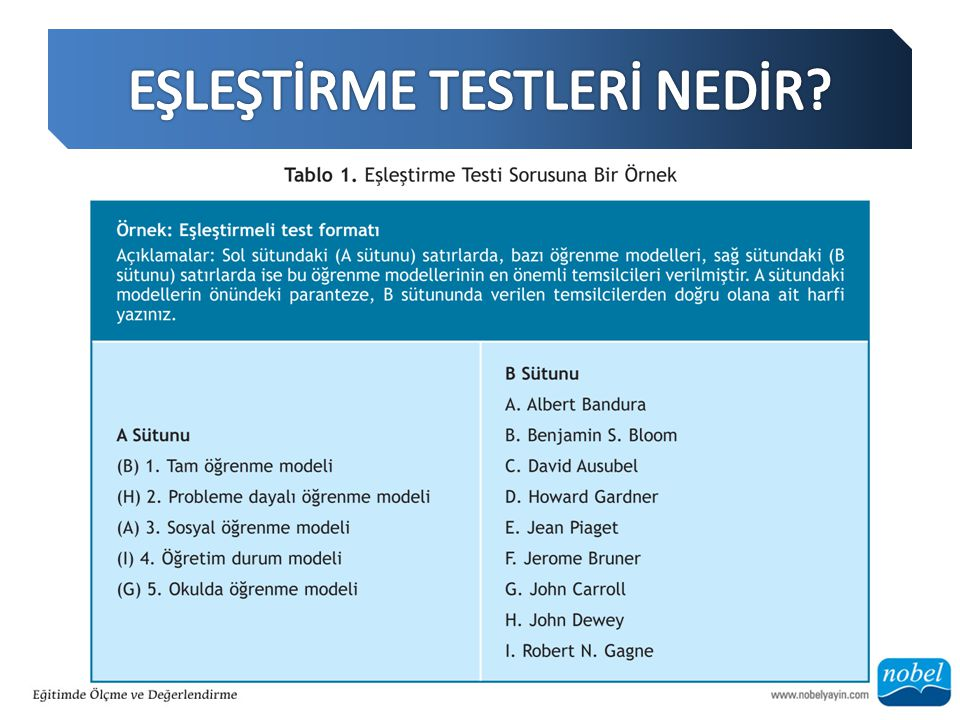 EŞLEŞTİRME TESTLERİ NEDİR?
Tablo 1. Eşleştirme Testi Sorusuna Bir Örnek
Örnek: Eşleştirmeli test formatı
Açıklamalar: Sol sütundaki (A sütunu) satırlarda, bazı öğrenme modelleri, sağ sütundaki (B
sütunu) satırlarda ise bu öğrenme modellerinin en önemli temsilcileri verilmiştir. A sütundaki
modellerin önündeki paranteze, B sütununda verilen temsilcilerden doğru olana ait harfi
yazınız.
A Sütunu
(B) 1. Tam öğrenme modeli
(H) 2. Probleme dayalı öğrenme modeli
(A) 3. Sosyal öğrenme modeli
(I) 4. Öğretim durum modeli
(G) 5. Okulda öğrenme modeli
B Sütunu
A. Albert Bandura
B. Benjamin S. Bloom
C. David Ausubel
D. Howard Gardner
E. Jean Piaget
F. Jerome Bruner
G. John Carroll
H. John Dewey
I. Robert N. Gagne
Eğitimde Ölçme ve Değerlendirme
www.nobelyayin.com
nobel